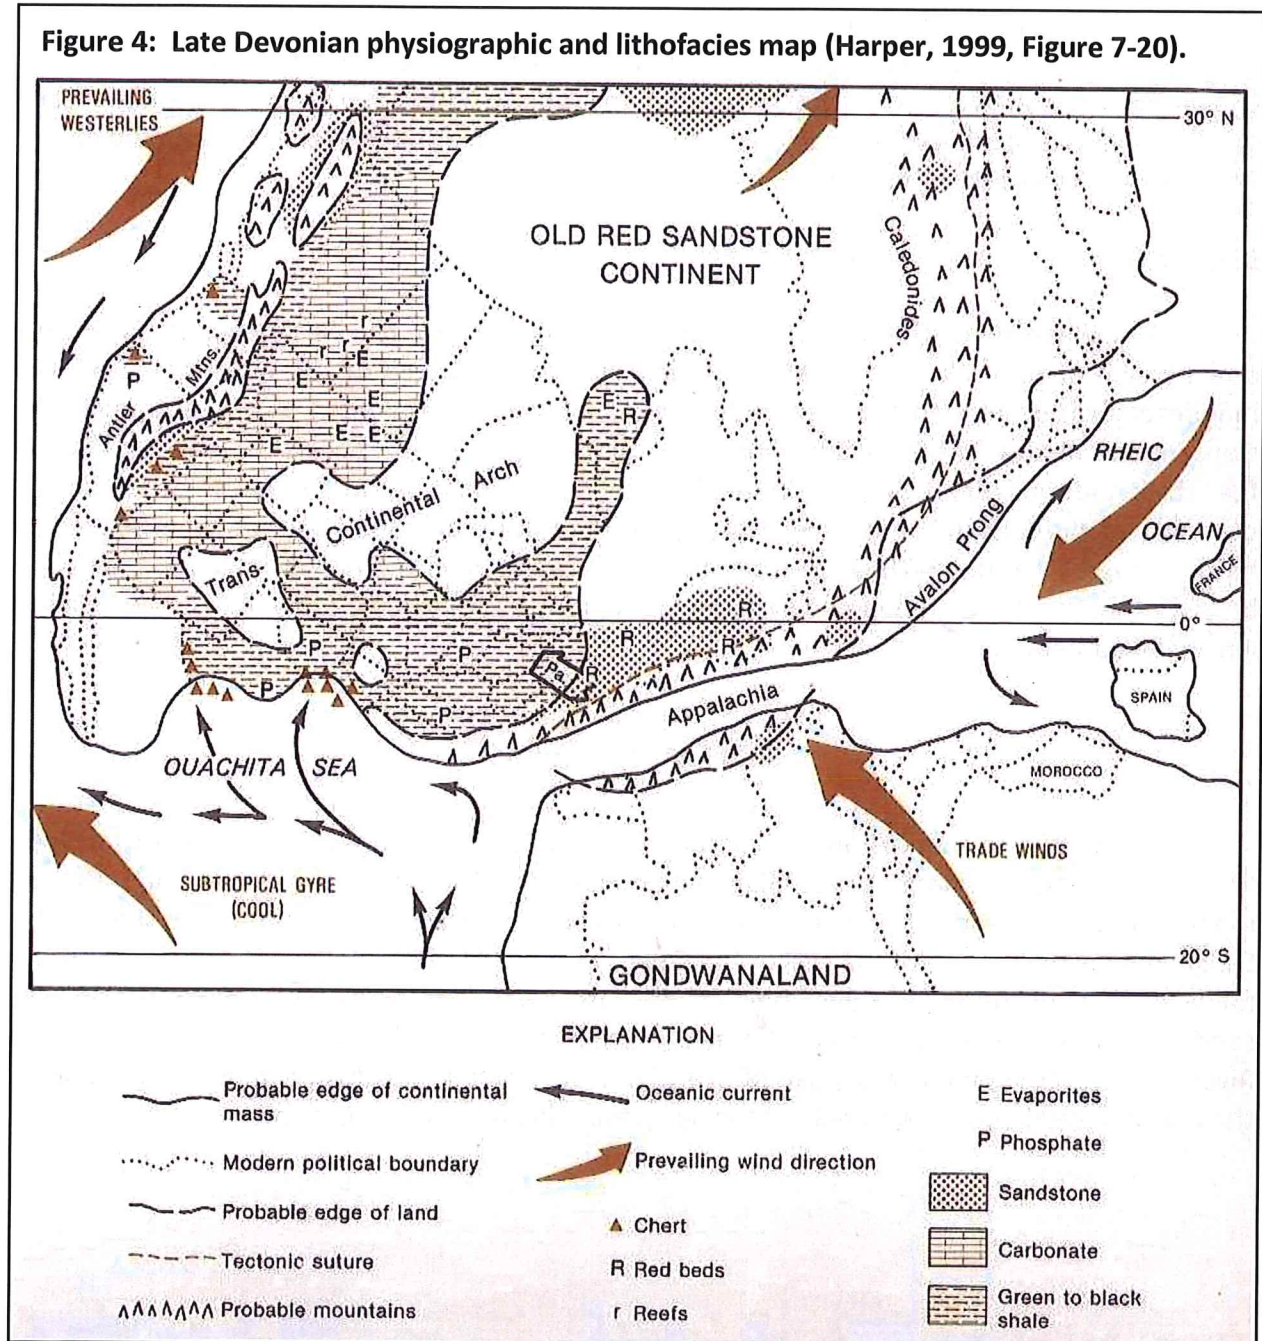 Figure 4: Late Devonian physiographic and lithofacies map (Harper, 1999, Figure 7-20).
PREVAILING
WESTERLIES
30° N
OLD RED SANDSTONE
CONTINENT
Caledonides
r
r r
E
E
E
E
E E
P
Antler
Mtns.
E
R
Continental
Arch
Trans-
RHEIC
OCEAN
FRANCE
Avalon Prong
0°
R
R
R
R
P
P
P
P
Pa.
Appalachia
SPAIN
MOROCCO
OUACHITA SEA
SUBTROPICAL GYRE
(COOL)
TRADE WINDS
20° S
GONDWANALAND
EXPLANATION
Probable edge of continental
mass
Modern political boundary
Probable edge of land
Tectonic suture
Probable mountains
Oceanic current
Prevailing wind direction
Chert
R Red beds
r Reefs
E Evaporites
P Phosphate
Sandstone
Carbonate
Green to black
shale